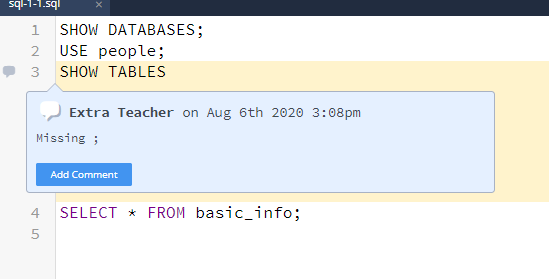 sql-1-1.sql ×
1 SHOW DATABASES;
2 USE people;
3 SHOW TABLES
Extra Teacher on Aug 6th 2020 3:08pm
Missing ;
Add Comment
4 SELECT * FROM basic_info;
5